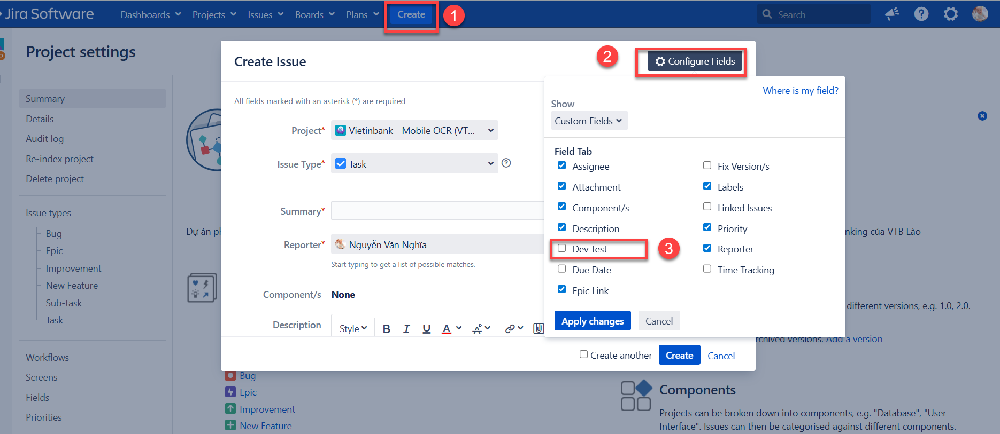 Jira Software Dashboards Projects Issues Boards Plans Create 1 Search
Project settings
Summary
Details
Audit log
Re-index project
Delete project
Issue types
Bug
Epic
Improvement
New Feature
Sub-task
Task
Workflows
Screens
Fields
Priorities
Create Issue
2
Configure Fields
All fields marked with an asterisk (*) are required
Project* Vietinbank - Mobile OCR (VT...
Issue Type* Task
Summary*
Reporter* Nguyễn Văn Nghĩa
Start typing to get a list of possible matches.
Component/s None
Description Style B I U A
Create another Create Cancel
Where is my field?
Show
Custom Fields
Field Tab
Assignee
Attachment
Component/s
Description
Dev Test 3
Due Date
Epic Link
Fix Version/s
Labels
Linked Issues
Priority
Reporter
Time Tracking
Apply changes Cancel
Dự án
của VTB Lào
different versions, e.g. 1.0, 2.0.
versions. Add a version
Bug
Epic
Improvement
New Feature
Components
Projects can be broken down into components, e.g. "Database", "User
Interface". Issues can then be categorised against different components.